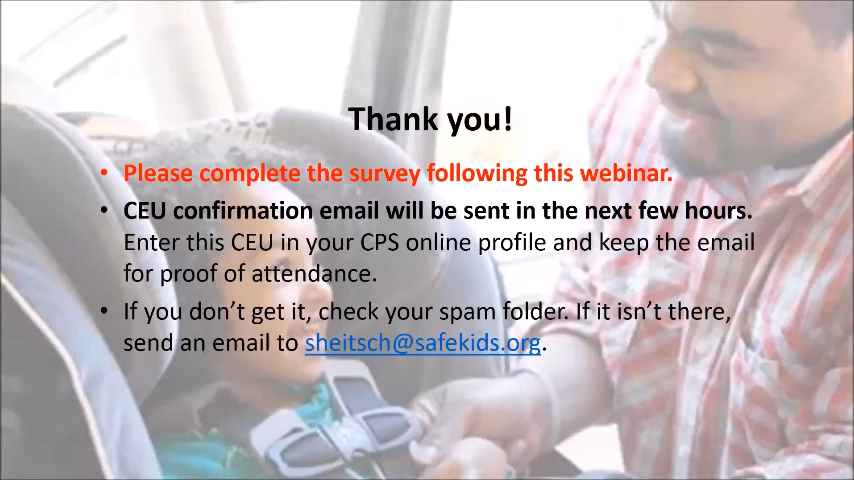 Thank you!
• Please complete the survey following this webinar.
• CEU confirmation email will be sent in the next few hours.
Enter this CEU in your CPS online profile and keep the email
for proof of attendance.
• If you don’t get it, check your spam folder. If it isn’t there,
send an email to sheitsch@safekids.org.